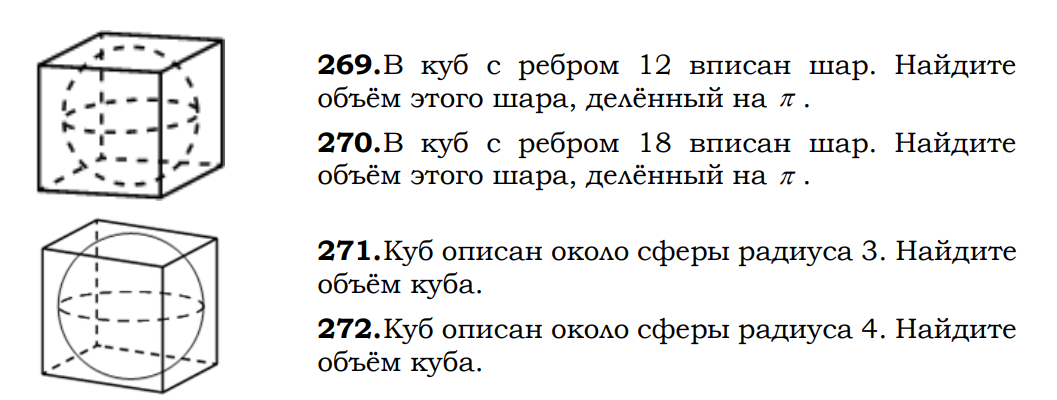 269.В куб с ребром 12 вписан шар. Найдите
объём этого шара, делённый на π .
270.В куб с ребром 18 вписан шар. Найдите
объём этого шара, делённый на π .
271.Куб описан около сферы радиуса 3. Найдите
объём куба.
272.Куб описан около сферы радиуса 4. Найдите
объём куба.